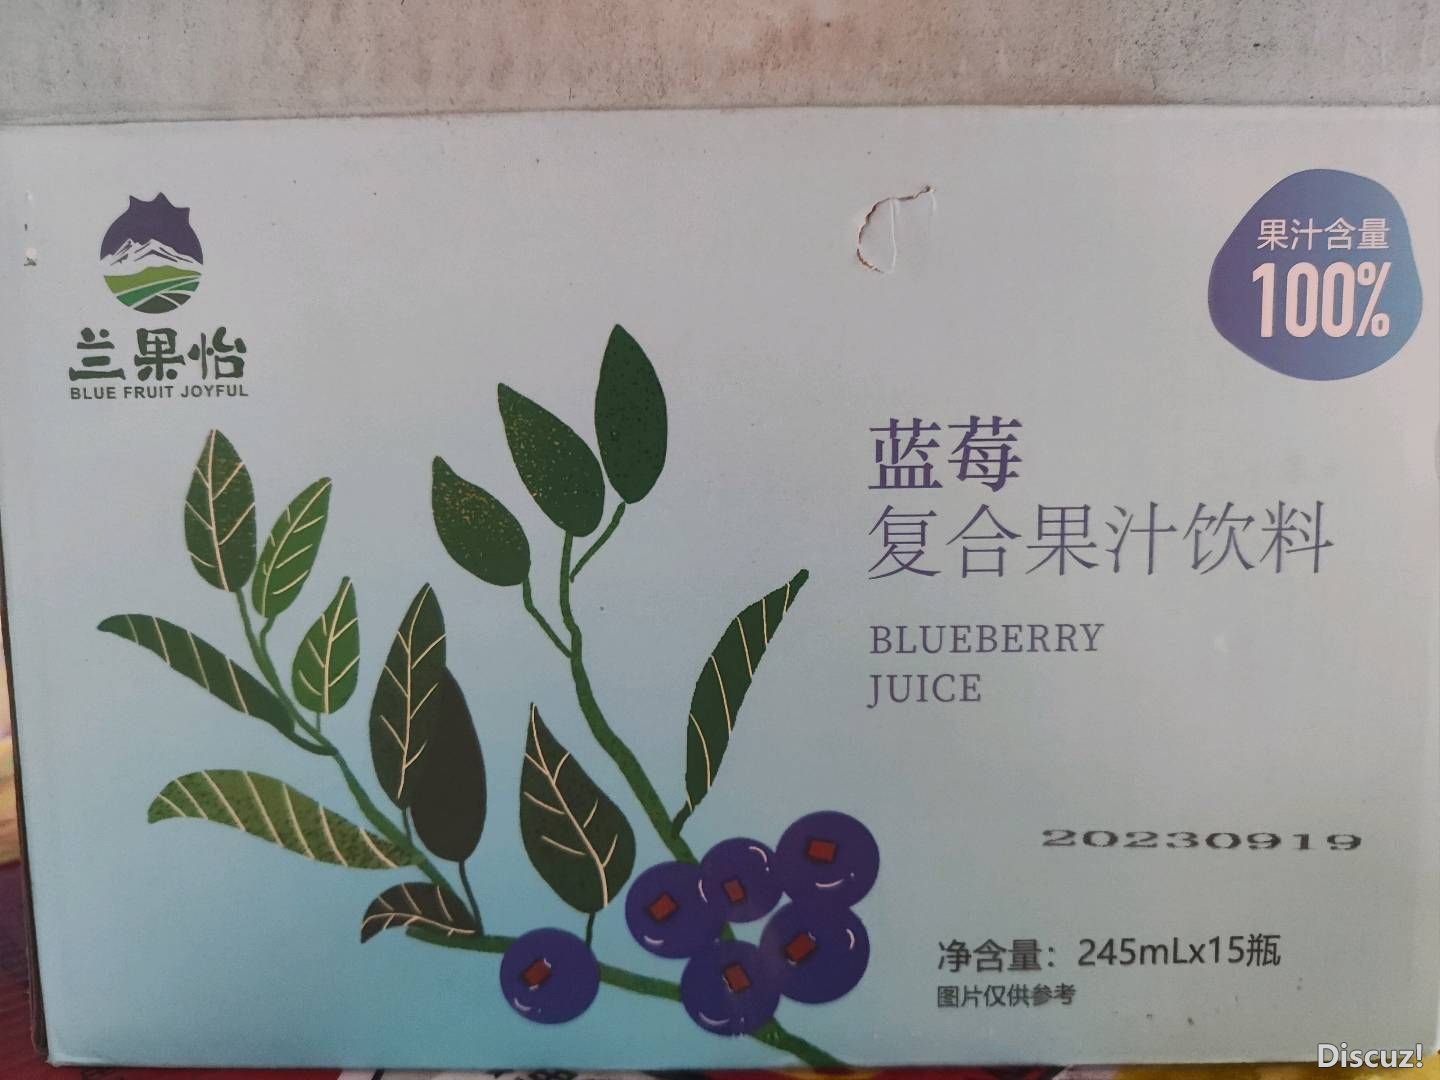 兰果怡
BLUE FRUIT JOYFUL
果汁含量
100%
蓝莓
复合果汁饮料
BLUEBERRY
JUICE
20230919
净含量：245mLx15瓶
图片仅供参考
Discuz!